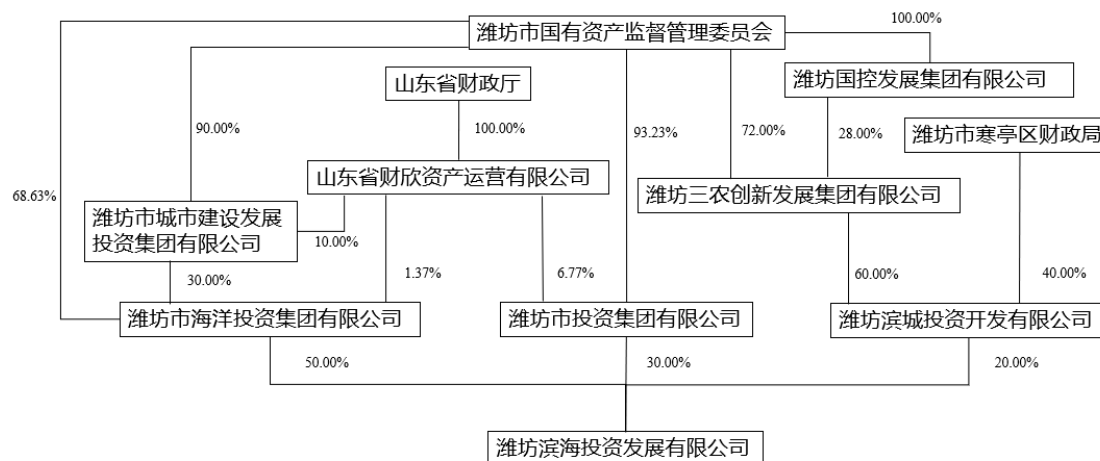 100.00%
潍坊市国有资产监督管理委员会
潍坊国控发展集团有限公司
山东省财政厅
90.00%
100.00%
93.23%
72.00%
28.00%
潍坊市寒亭区财政局
山东省财欣资产运营有限公司
潍坊三农创新发展集团有限公司
68.63%
潍坊市城市建设发展
投资集团有限公司
10.00%
30.00%
1.37%
6.77%
60.00%
40.00%
潍坊市海洋投资集团有限公司
潍坊市投资集团有限公司
潍坊滨城投资开发有限公司
50.00%
30.00%
20.00%
潍坊滨海投资发展有限公司